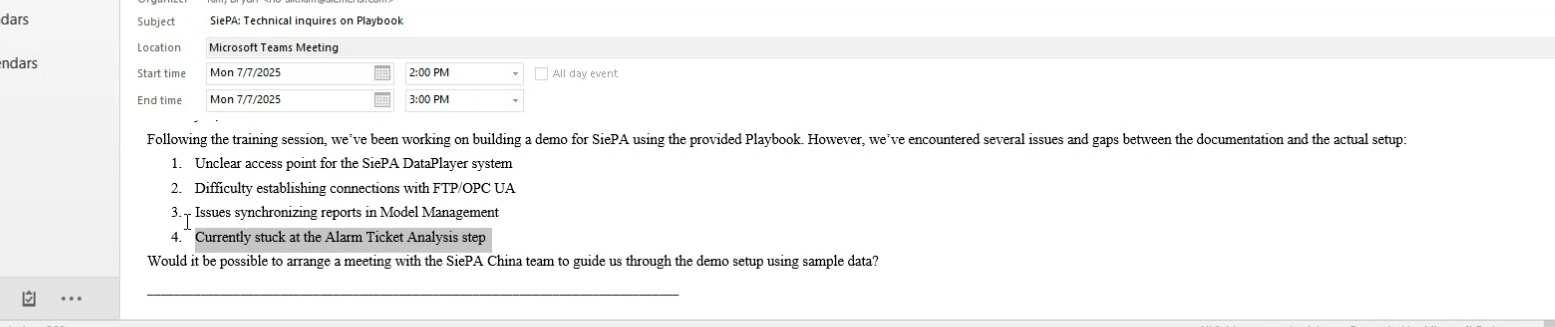 dars
Subject SiePA: Technical inquires on Playbook
Location Microsoft Teams Meeting
endars
Start time Mon 7/7/2025 2:00 PM All day event
End time Mon 7/7/2025 3:00 PM
Following the training session, we've been working on building a demo for SiePA using the provided Playbook. However, we've encountered several issues and gaps between the documentation and the actual setup:
1. Unclear access point for the SiePA DataPlayer system
2. Difficulty establishing connections with FTP/OPC UA
3. Issues synchronizing reports in Model Management
4. Currently stuck at the Alarm Ticket Analysis step
Would it be possible to arrange a meeting with the SiePA China team to guide us through the demo setup using sample data?